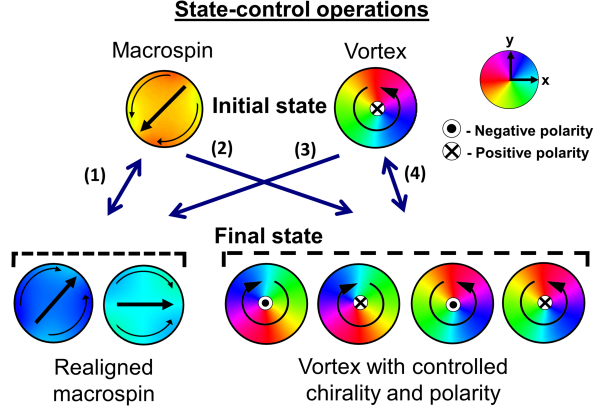 State-control operations
Macrospin
Vortex
y
x
Initial state
- Negative polarity
- Positive polarity
(1)
(2)
(3)
(4)
Final state
Realigned
macrospin
Vortex with controlled
chirality and polarity